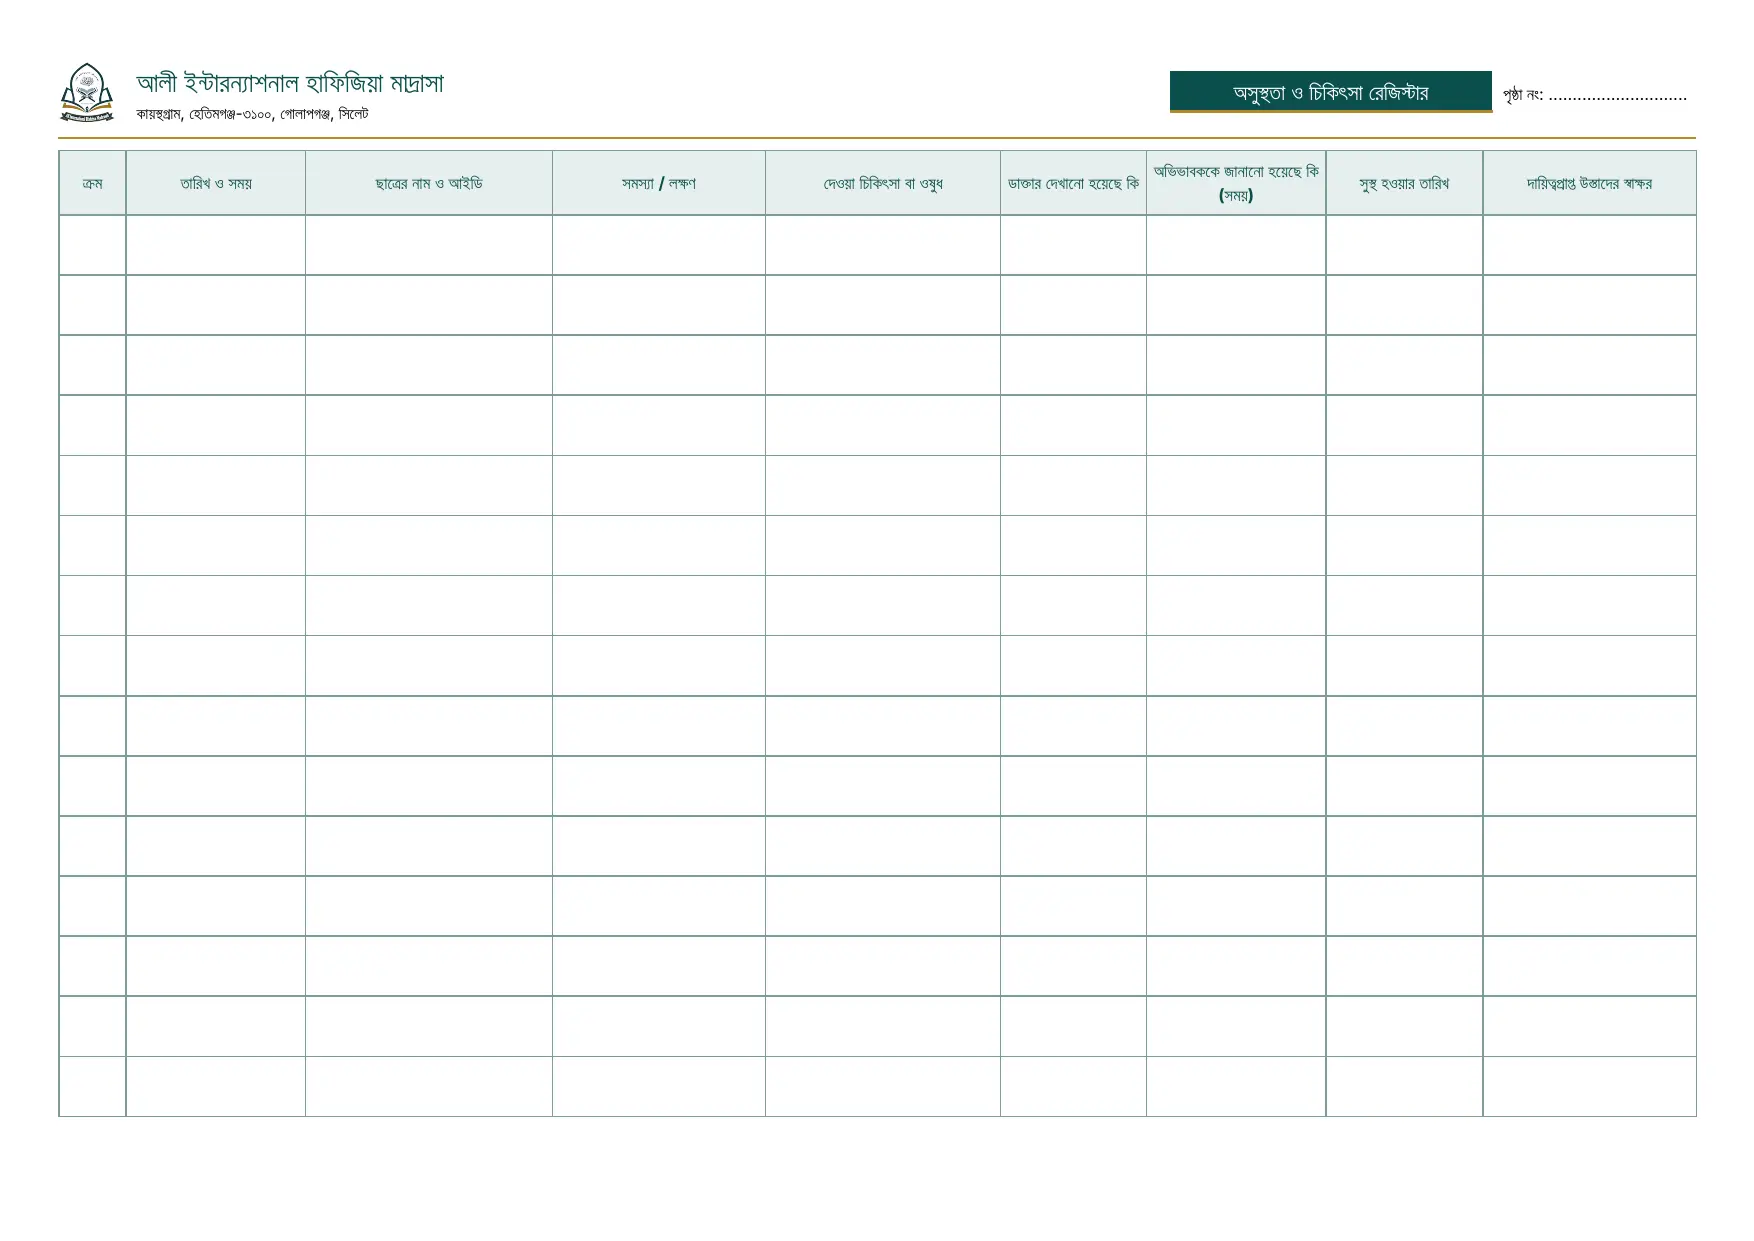 আলী ইন্টারন্যাশনাল হাফিজিয়া মাদ্রাসা
কায়স্থগ্রাম, হেতিমগঞ্জ-৩১০০, গোলাপগঞ্জ, সিলেট
অসুস্থতা ও চিকিৎসা রেজিস্টার
পৃষ্ঠা নং: .............................
ক্রম
তারিখ ও সময়
ছাত্রের নাম ও আইডি
সমস্যা / লক্ষণ
দেওয়া চিকিৎসা বা ওষুধ
ডাক্তার দেখানো হয়েছে কি
অভিভাবককে জানানো হয়েছে কি
(সময়)
সুস্থ হওয়ার তারিখ
দায়িত্বপ্রাপ্ত উস্তাদের স্বাক্ষর